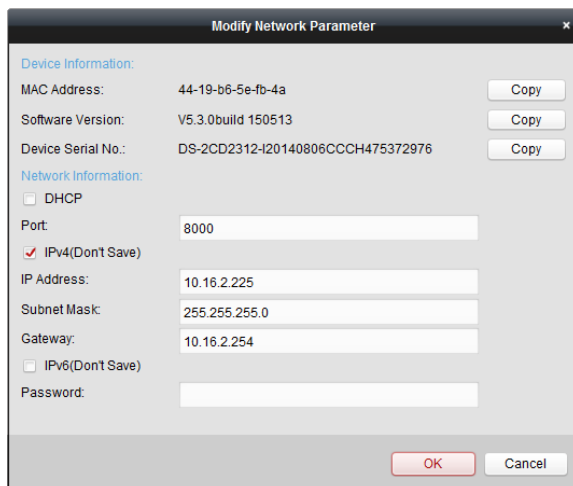 Modify Network Parameter ×
Device Information:
MAC Address: 44-19-b6-5e-fb-4a Copy
Software Version: V5.3.0build 150513 Copy
Device Serial No.: DS-2CD2312-I20140806CCCH475372976 Copy
Network Information:
DHCP
Port: 8000
IPv4(Don't Save)
IP Address: 10.16.2.225
Subnet Mask: 255.255.255.0
Gateway: 10.16.2.254
IPv6(Don't Save)
Password:
OK Cancel